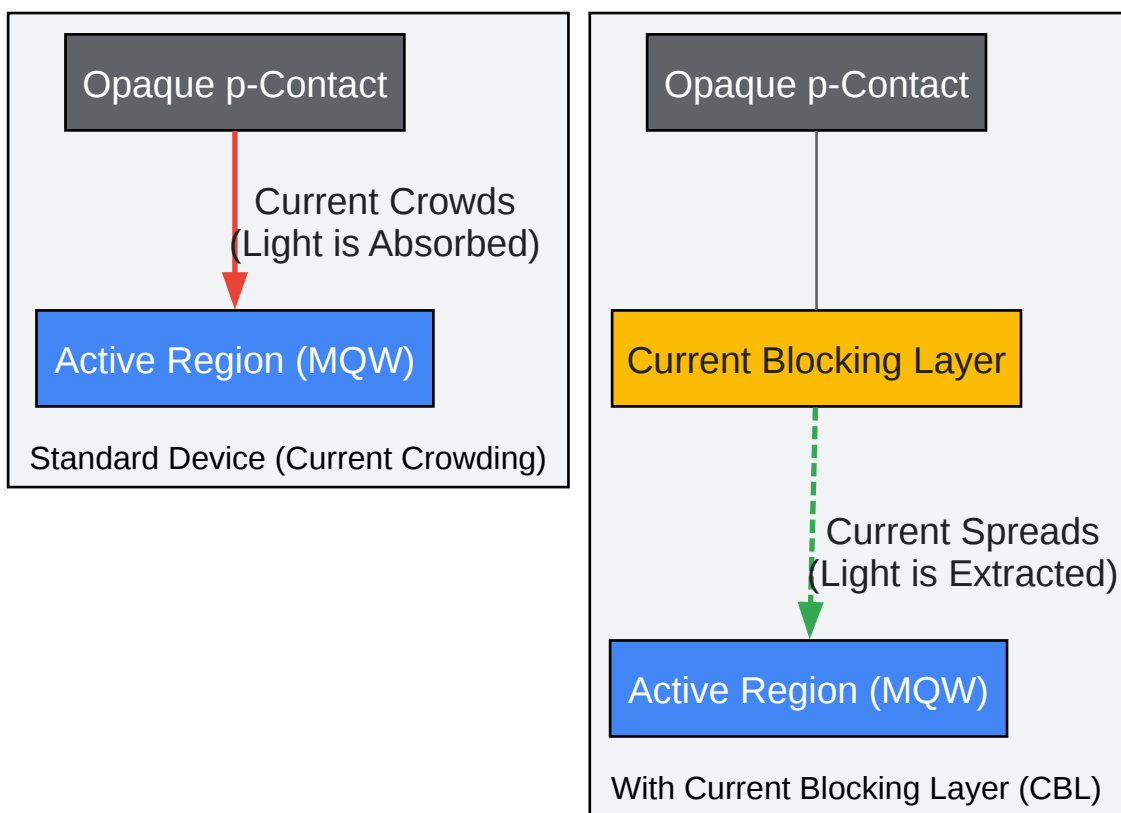 Opaque p-Contact
Current Crowds
(Light is Absorbed)
Active Region (MQW)
Standard Device (Current Crowding)
Opaque p-Contact
Current Blocking Layer
Current Spreads
(Light is Extracted)
Active Region (MQW)
With Current Blocking Layer (CBL)